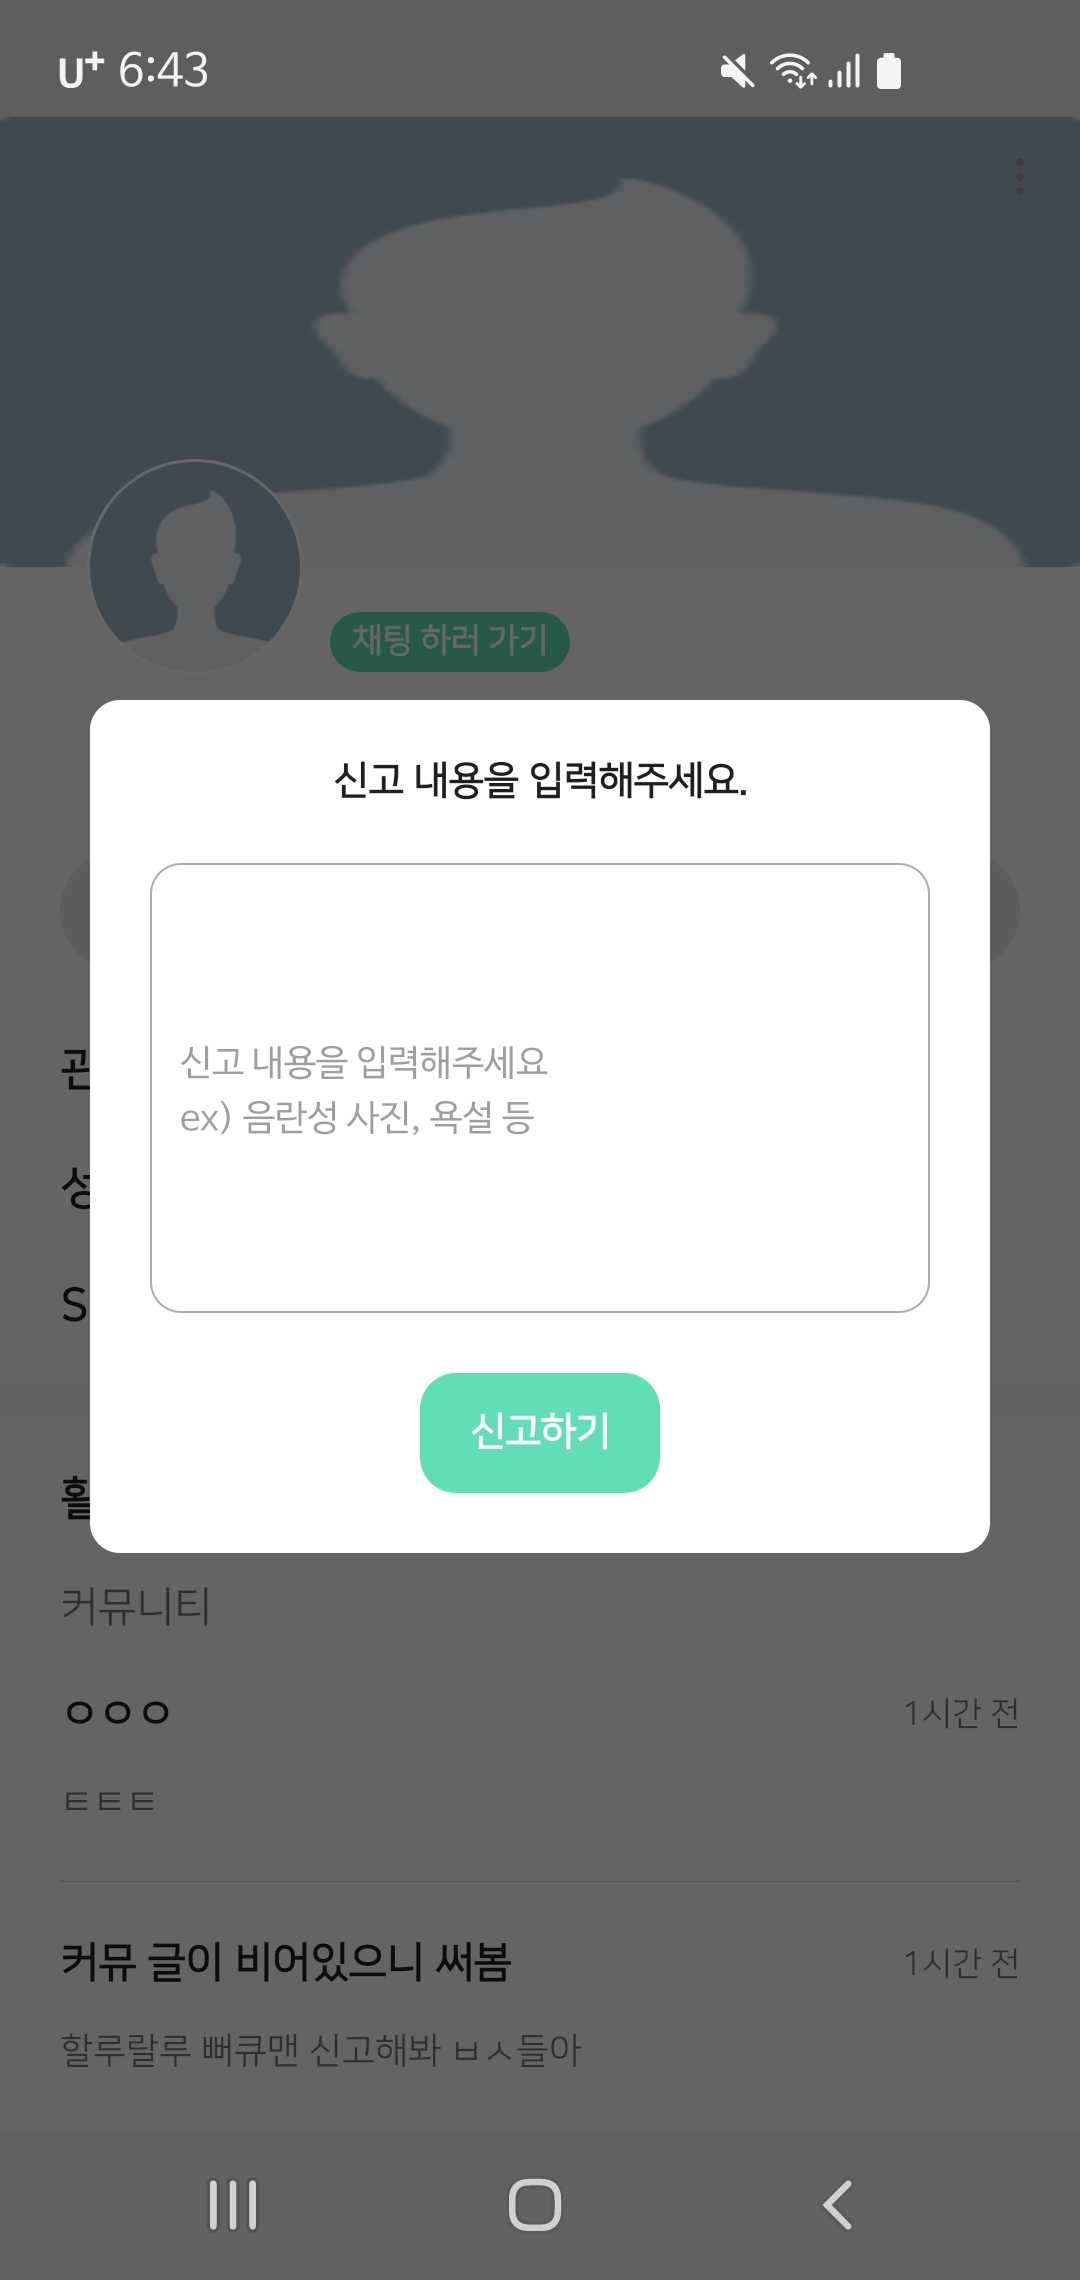 U+ 6:43
채팅 하러 가기
신고 내용을 입력해주세요.
신고 내용을 입력해주세요
ex) 음란성 사진, 욕설 등
신고하기
커뮤니티
ㅇㅇㅇ 1시간 전
ㅌㅌㅌ
커뮤 글이 비어있으니 써봄 1시간 전
할루랄루 뻐큐맨 신고해봐 ㅂㅅ들아